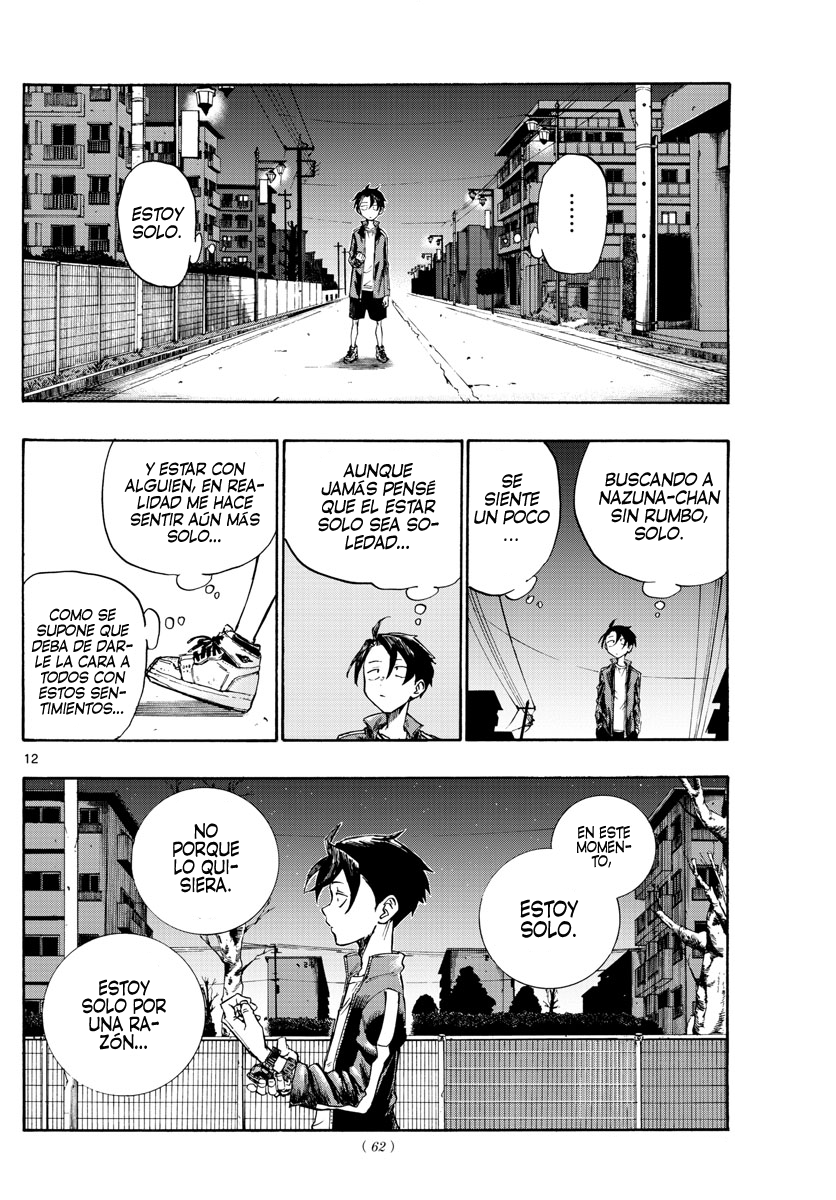 ......
ESTOY
SOLO.
BUSCANDO A
NAZUNA-CHAN
SIN RUMBO,
SOLO.
SE
SIENTE
UN POCO
...
AUNQUE
JAMÁS PENSÉ
QUE EL ESTAR
SOLO SEA SO-
LEDAD...
Y ESTAR CON
ALGUIEN, EN REA-
LIDAD ME HACE
SENTIR AÚN MÁS
SOLO...
COMO SE
SUPONE QUE
DEBA DE DAR-
LE LA CARA A
TODOS CON
ESTOS SEN-
TIMIENTOS...
12
EN ESTE
MOMEN-
TO,
ESTOY
SOLO.
NO
PORQUE
LO QUI-
SIERA.
ESTOY
SOLO POR
UNA RA-
ZÓN...
( 62 )